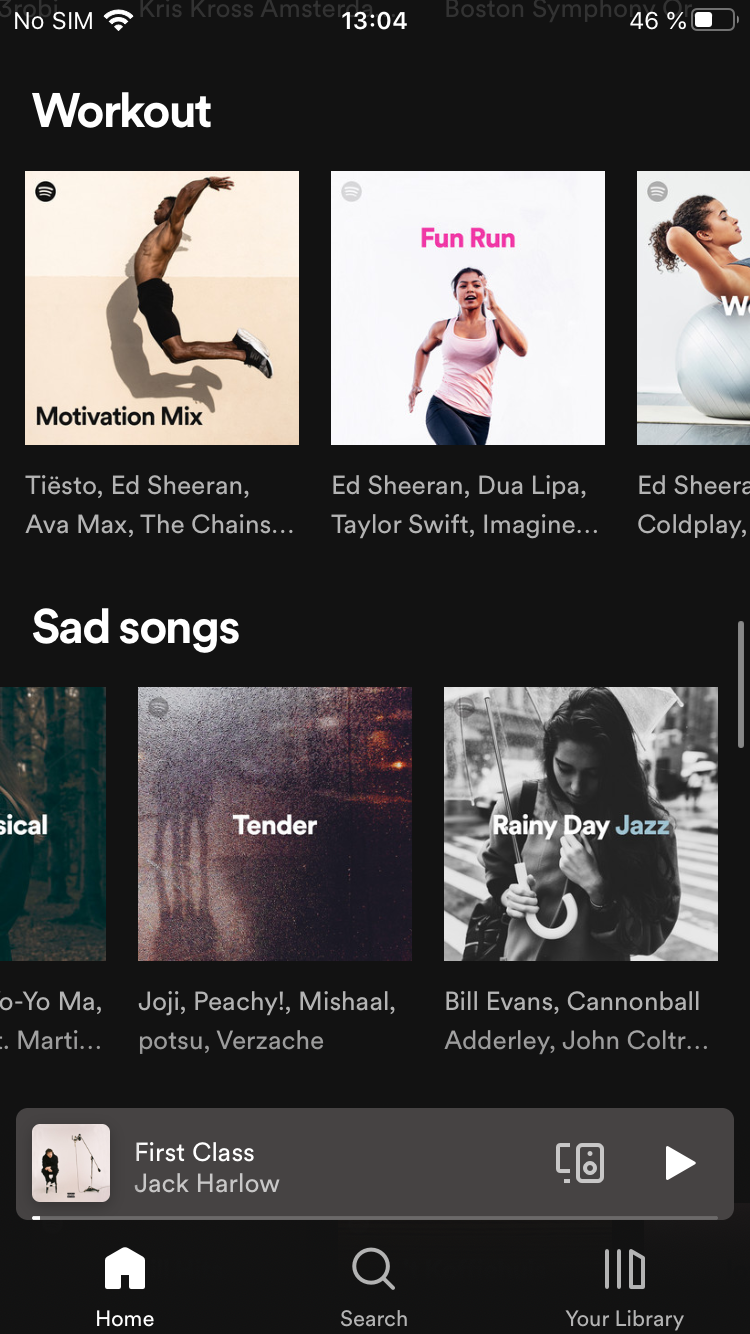 No SIM 13:04 46 %
3robi Kris Kross Amsterda Boston Symphony Or
Workout
Motivation Mix
Fun Run
Tiësto, Ed Sheeran,
Ava Max, The Chains...
Ed Sheeran, Dua Lipa,
Taylor Swift, Imagine...
Ed Sheera
Coldplay,
Sad songs
sical
Tender
Rainy Day Jazz
o-Yo Ma,
t. Marti...
Joji, Peachy!, Mishaal,
potsu, Verzache
Bill Evans, Cannonball
Adderley, John Coltr...
First Class
Jack Harlow
Home
Search
Your Library